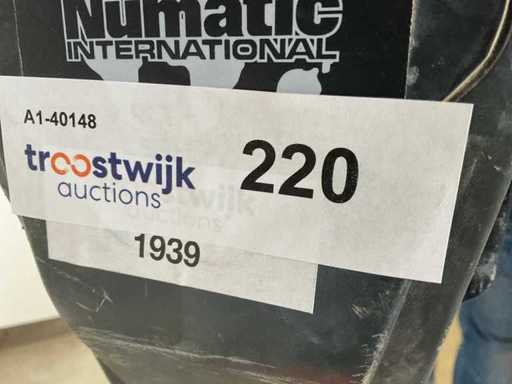 Numatic
INTERNATIONAL
A1-40148
troostwijk
auctions
220
1939